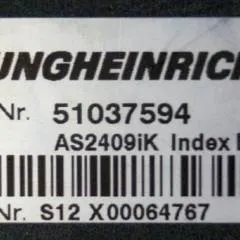 UNGHEINRICH
Nr. 51037594
AS2409iK Index
Nr. S12 X00064767